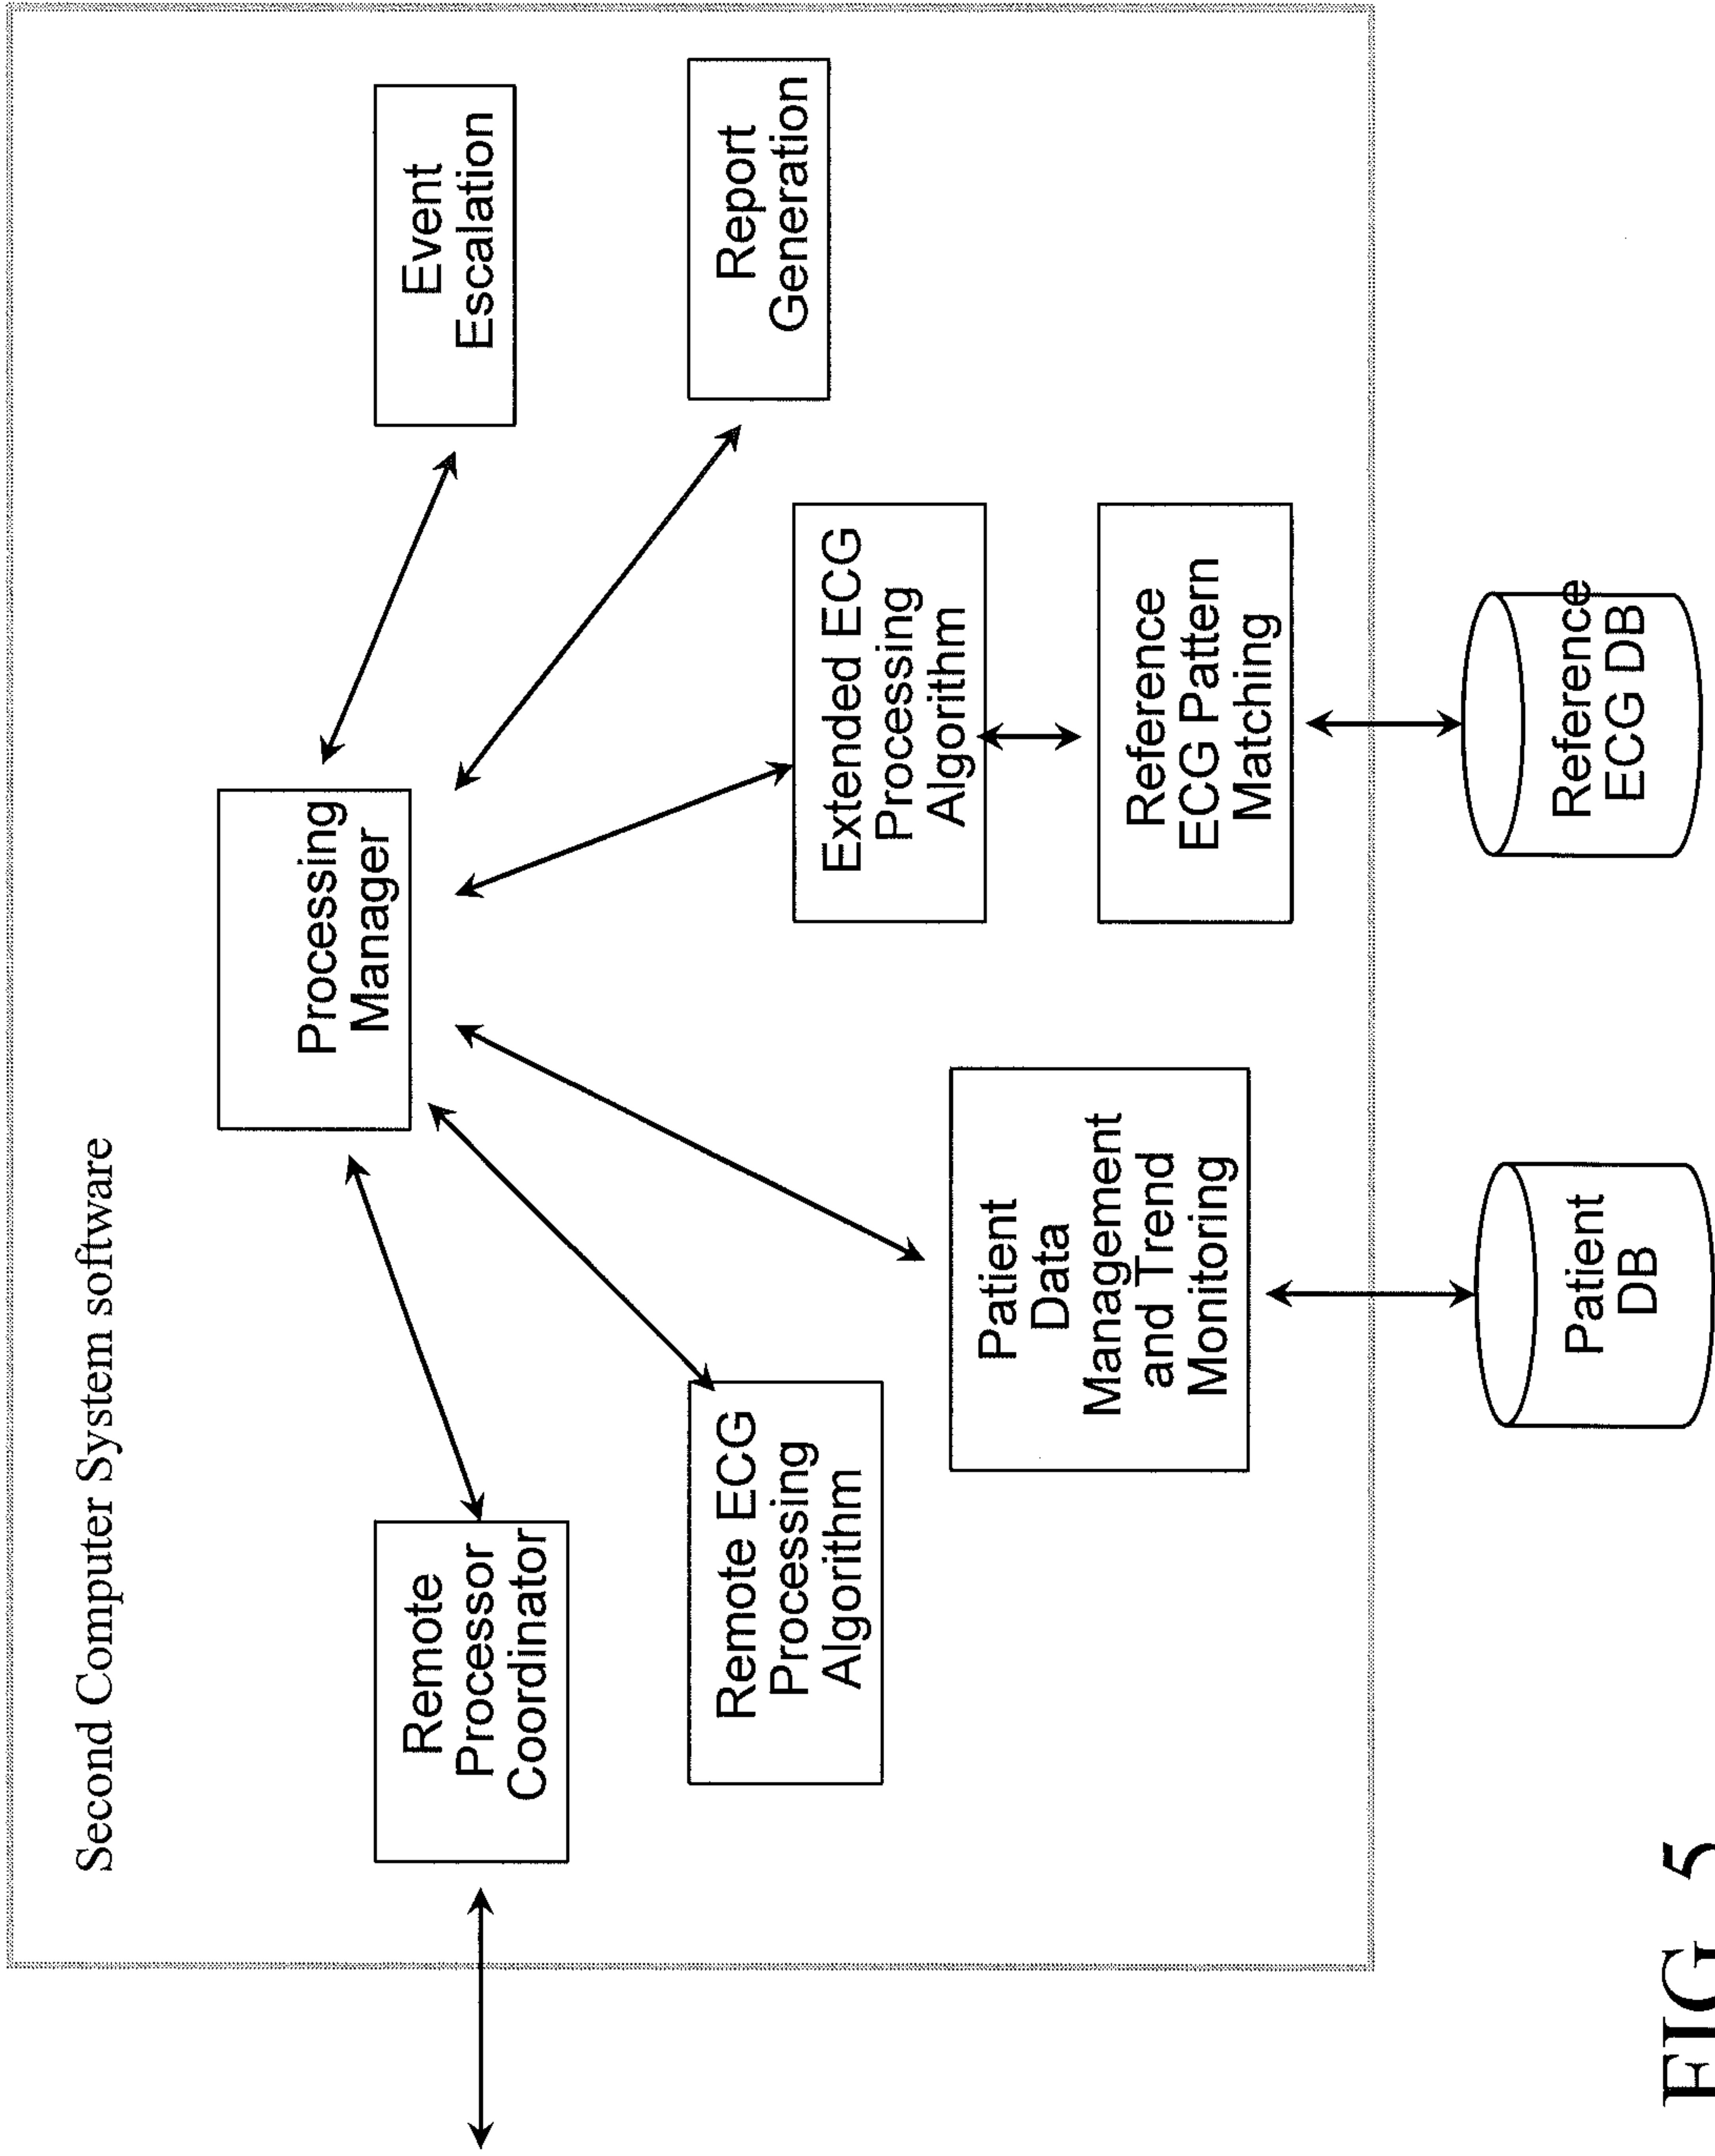 Second Computer System software
Processing
Manager
Remote
Processor
Coordinator
Event
Escalation
Remote ECG
Processing
Algorithm
Report
Generation
Extended ECG
Processing
Algorithm
Patient
Data
Management
and Trend
Monitoring
Reference
ECG Pattern
Matching
Patient
DB
Reference
ECG DB
FIG 5